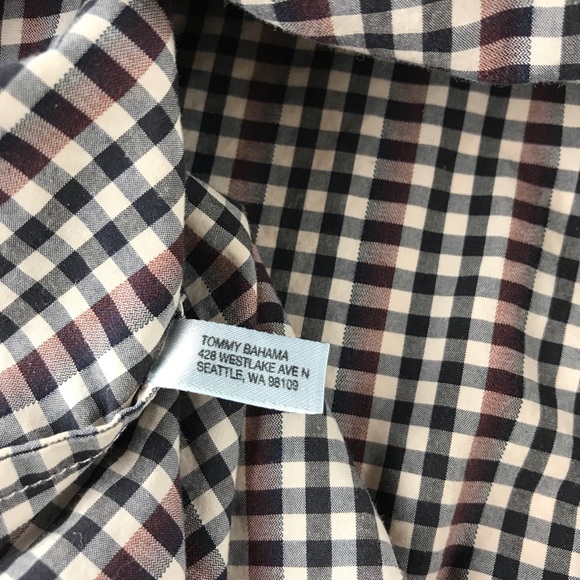 TOMMY BAHAMA
428 WESTLAKE AVE N
SEATTLE, WA 98109